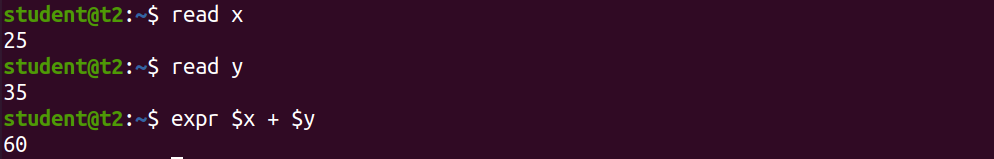 student@t2:~$ read x
25
student@t2:~$ read y
35
student@t2:~$ expr $x + $y
60